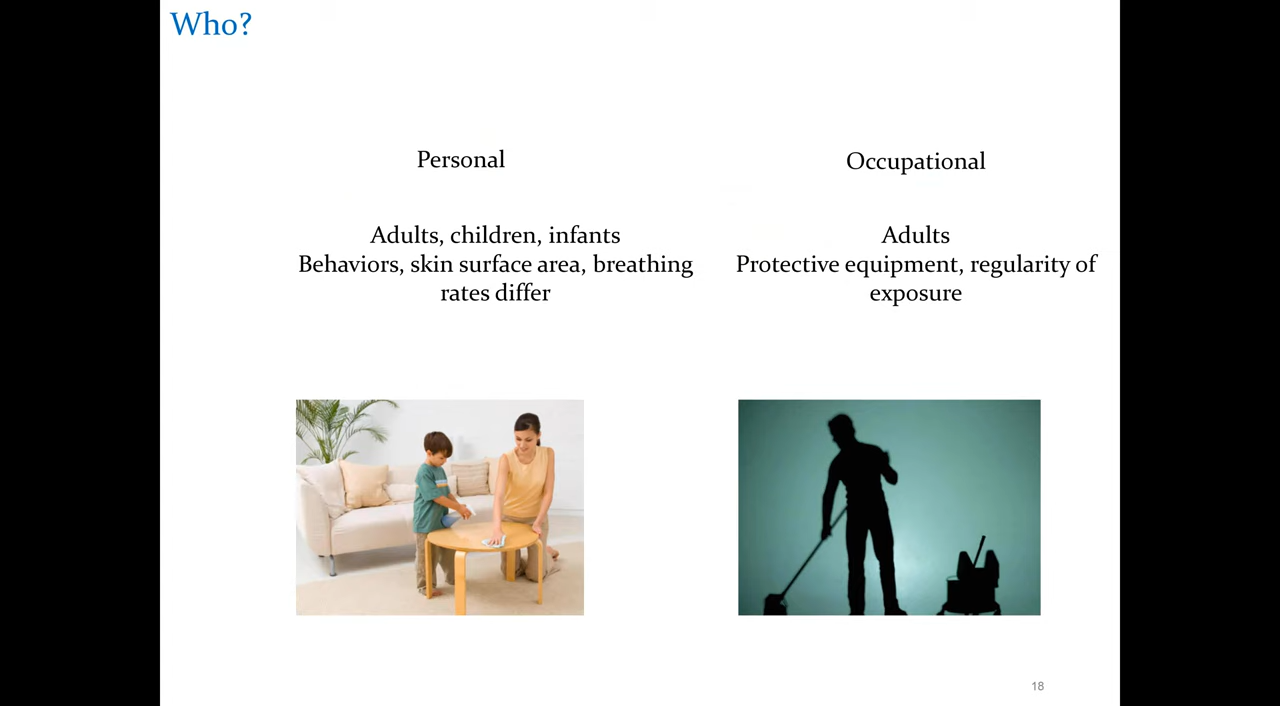 Who?
Personal
Occupational
Adults, children, infants
Behaviors, skin surface area, breathing
rates differ
Adults
Protective equipment, regularity of
exposure
18